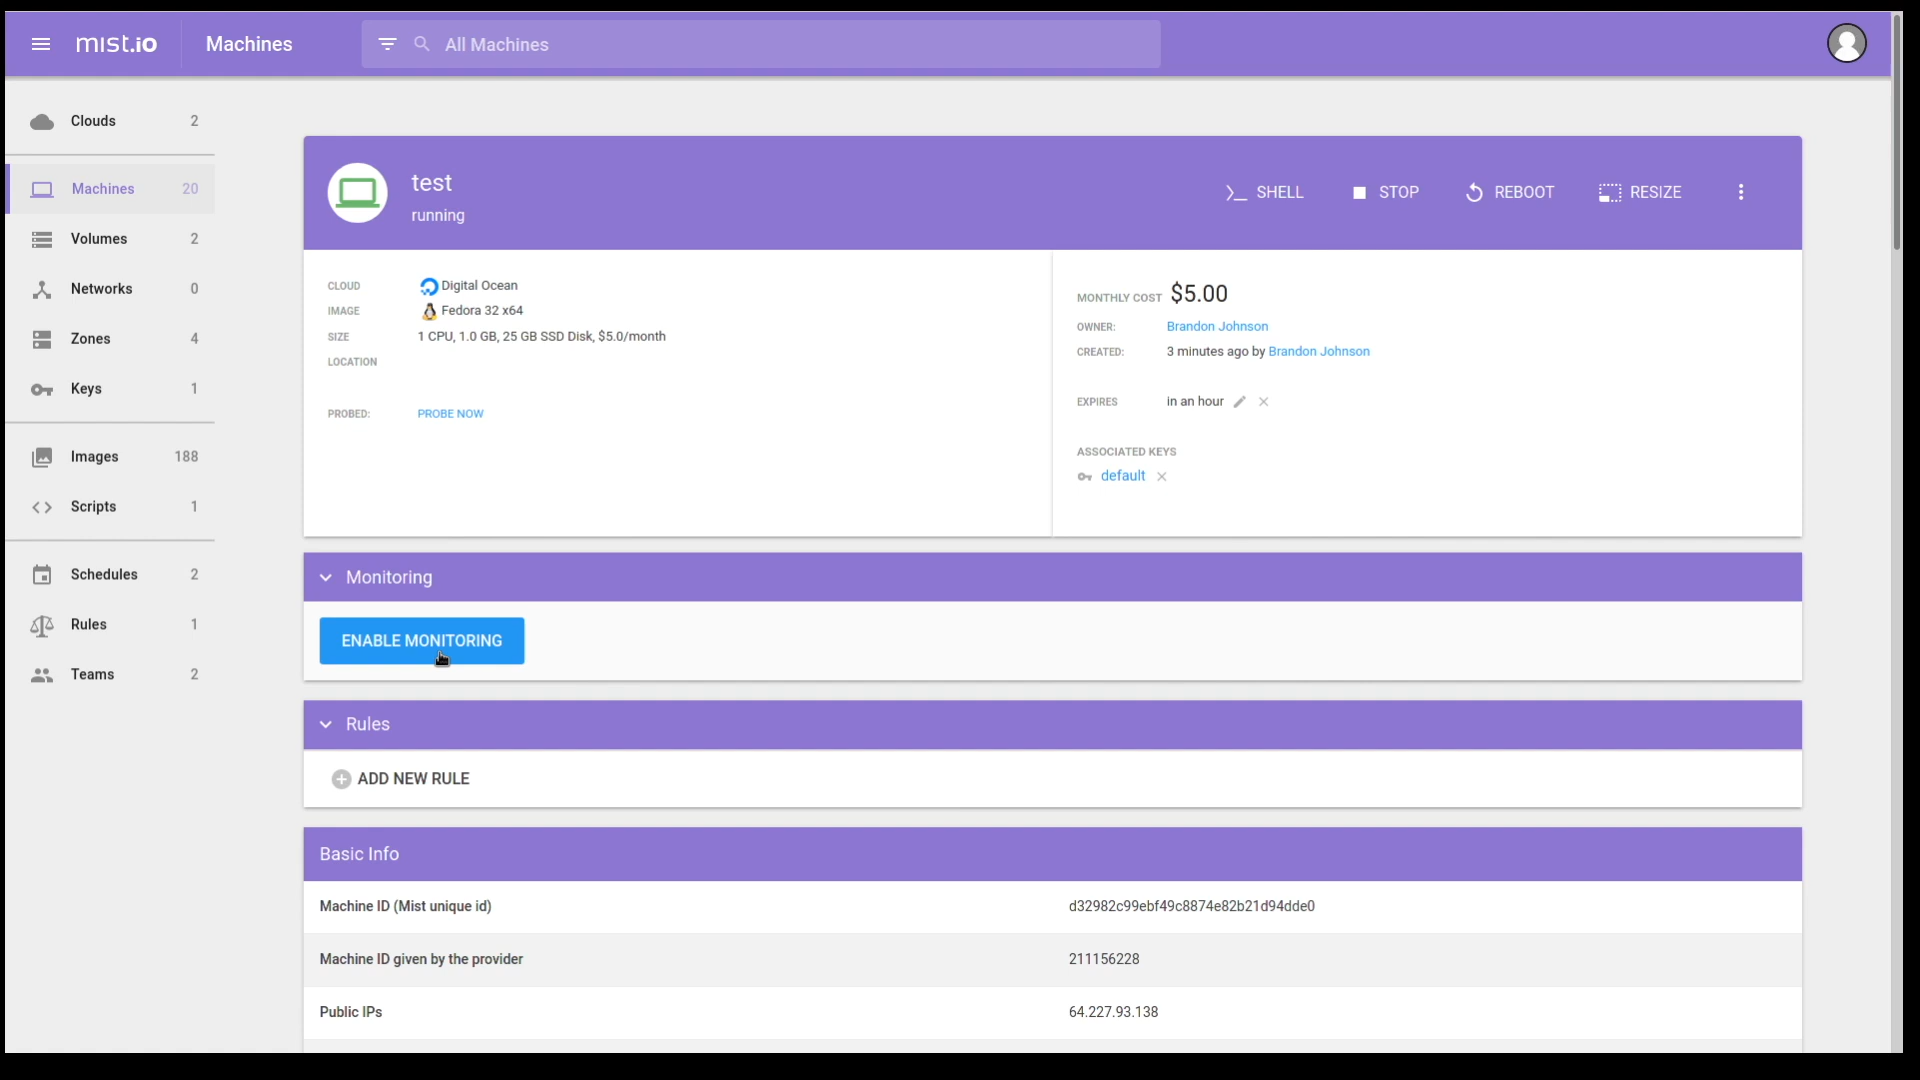 mist.io
Machines
All Machines
Clouds 2
Machines 20
Volumes 2
Networks 0
Zones 4
Keys 1
Images 188
Scripts 1
Schedules 2
Rules 1
Teams 2
test
running
SHELL
STOP
REBOOT
RESIZE
CLOUD Digital Ocean
IMAGE Fedora 32 x64
SIZE 1 CPU, 1.0 GB, 25 GB SSD Disk, $5.0/month
LOCATION
PROBED: PROBE NOW
MONTHLY COST $5.00
OWNER: Brandon Johnson
CREATED: 3 minutes ago by Brandon Johnson
EXPIRES in an hour
ASSOCIATED KEYS
default
Monitoring
ENABLE MONITORING
Rules
ADD NEW RULE
Basic Info
Machine ID (Mist unique id) d32982c99ebf49c8874e82b21d94dde0
Machine ID given by the provider 211156228
Public IPs 64.227.93.138